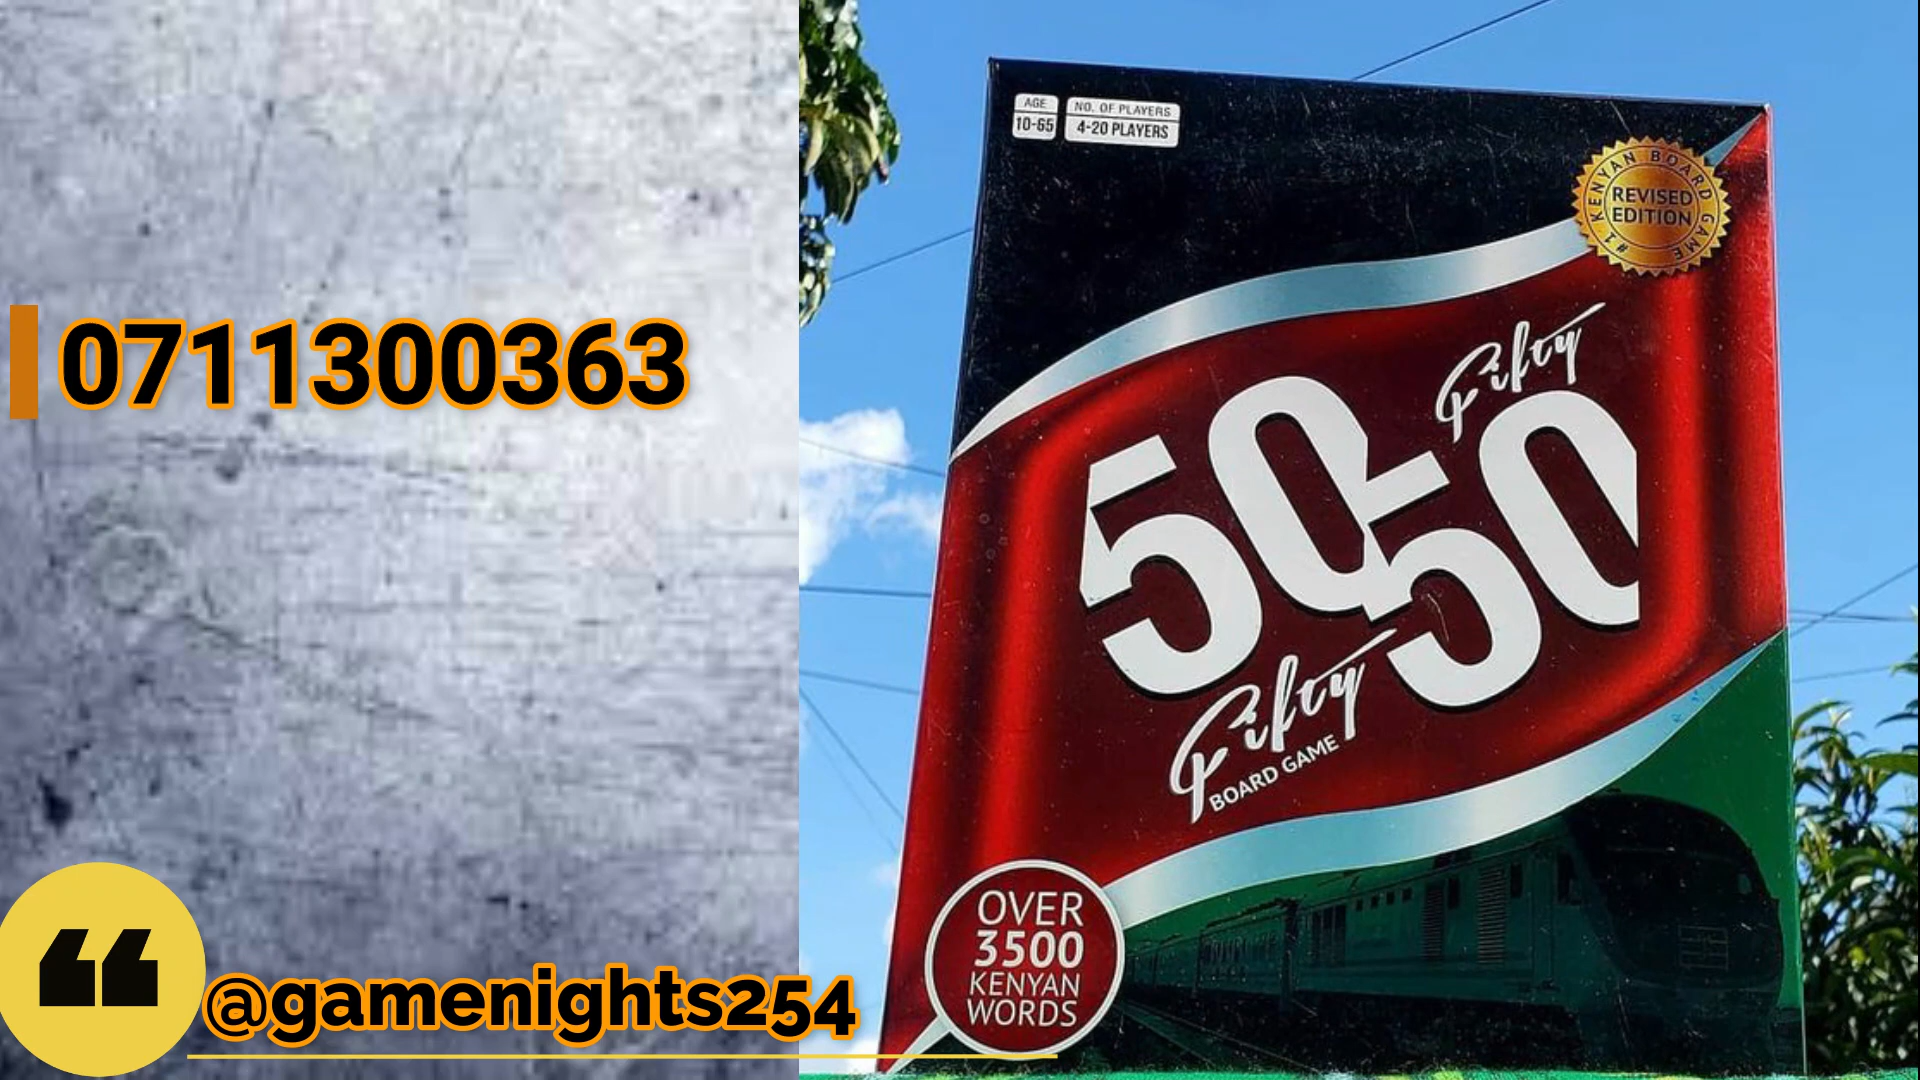 0711300363
@gamenights254
AGE
10-65
NO. OF PLAYERS
4-20 PLAYERS
#1 KENYAN BOARD GAME
REVISED
EDITION
Fifty
50
50
Fifty
BOARD GAME
OVER
3500
KENYAN
WORDS